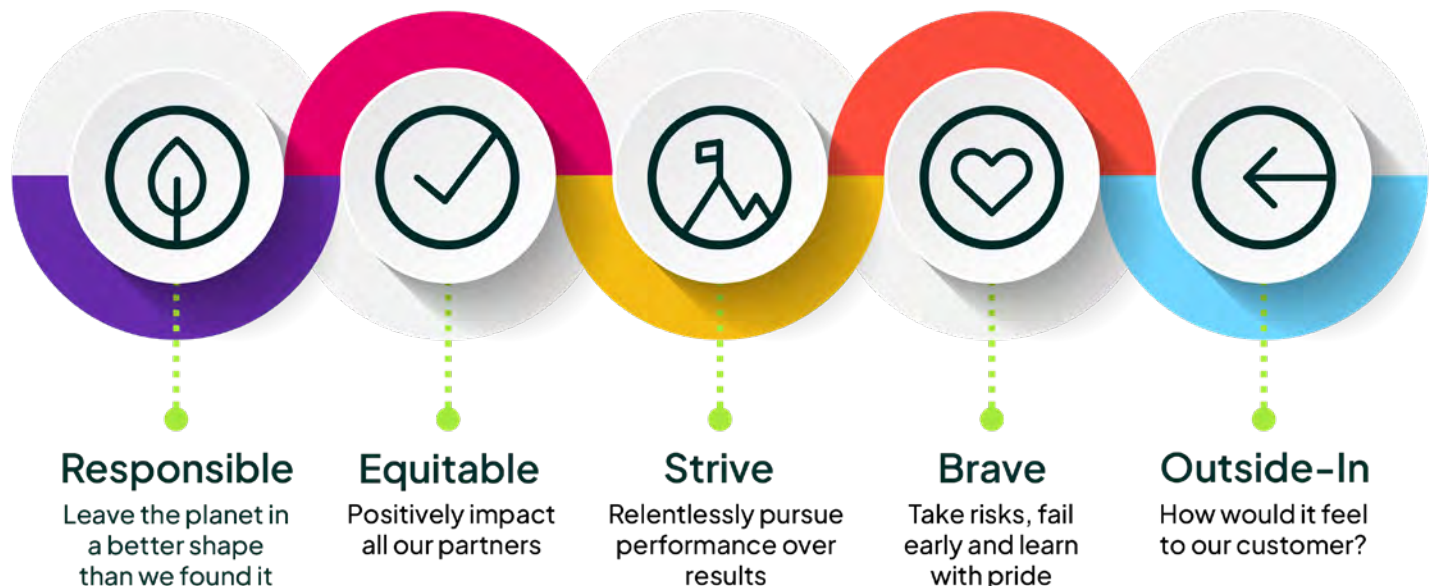 Responsible
Leave the planet in
a better shape
than we found it
Equitable
Positively impact
all our partners
Strive
Relentlessly pursue
performance over
results
Brave
Take risks, fail
early and learn
with pride
Outside-In
How would it feel
to our customer?